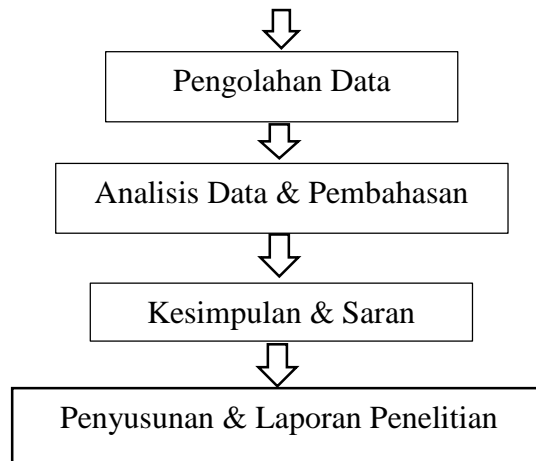 Pengolahan Data
Analisis Data & Pembahasan
Kesimpulan & Saran
Penyusunan & Laporan Penelitian